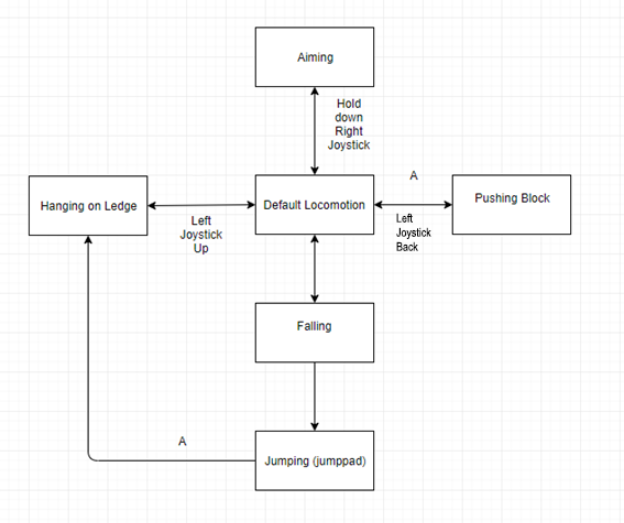 Aiming
Hold
down
Right
Joystick
A
Hanging on Ledge
Default Locomotion
Pushing Block
Left
Joystick
Up
Left
Joystick
Back
Falling
A
Jumping (jumppad)